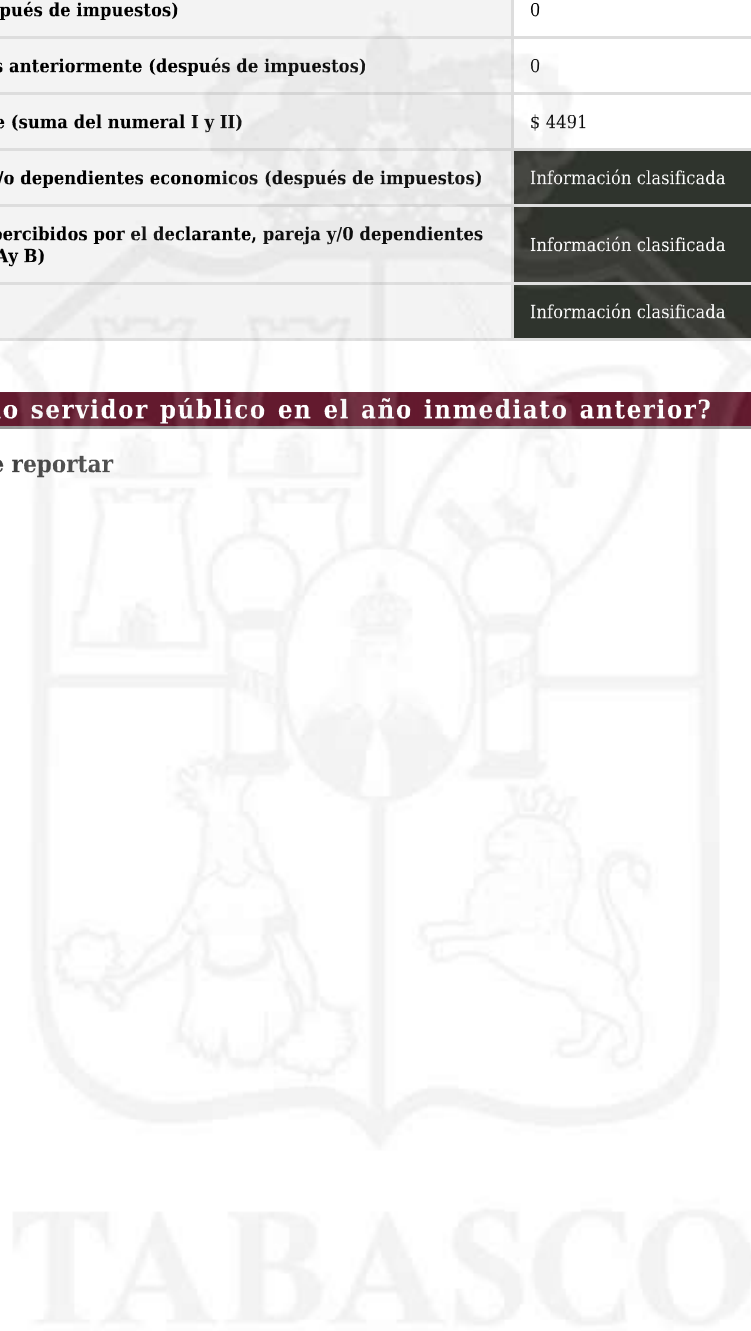 pués de impuestos)
0
s anteriormente (después de impuestos)
0
e (suma del numeral I y II)
$ 4491
/o dependientes economicos (después de impuestos)
Información clasificada
percibidos por el declarante, pareja y/0 dependientes
Ay B)
Información clasificada
Información clasificada
o servidor público en el año inmediato anterior?
e reportar
TABASCO